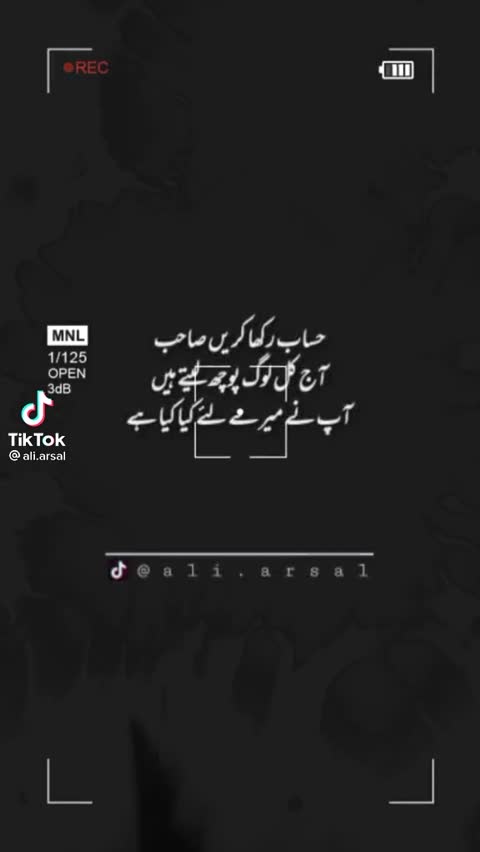 REC
حساب رکھا کریں صاحب
آج کل لوگ پوچھ لیتے ہیں
آپ نے میرے لئے کیا کیا ہے
MNL
1/125
OPEN
3dB
TikTok
@ali.arsal
@ali.arsal